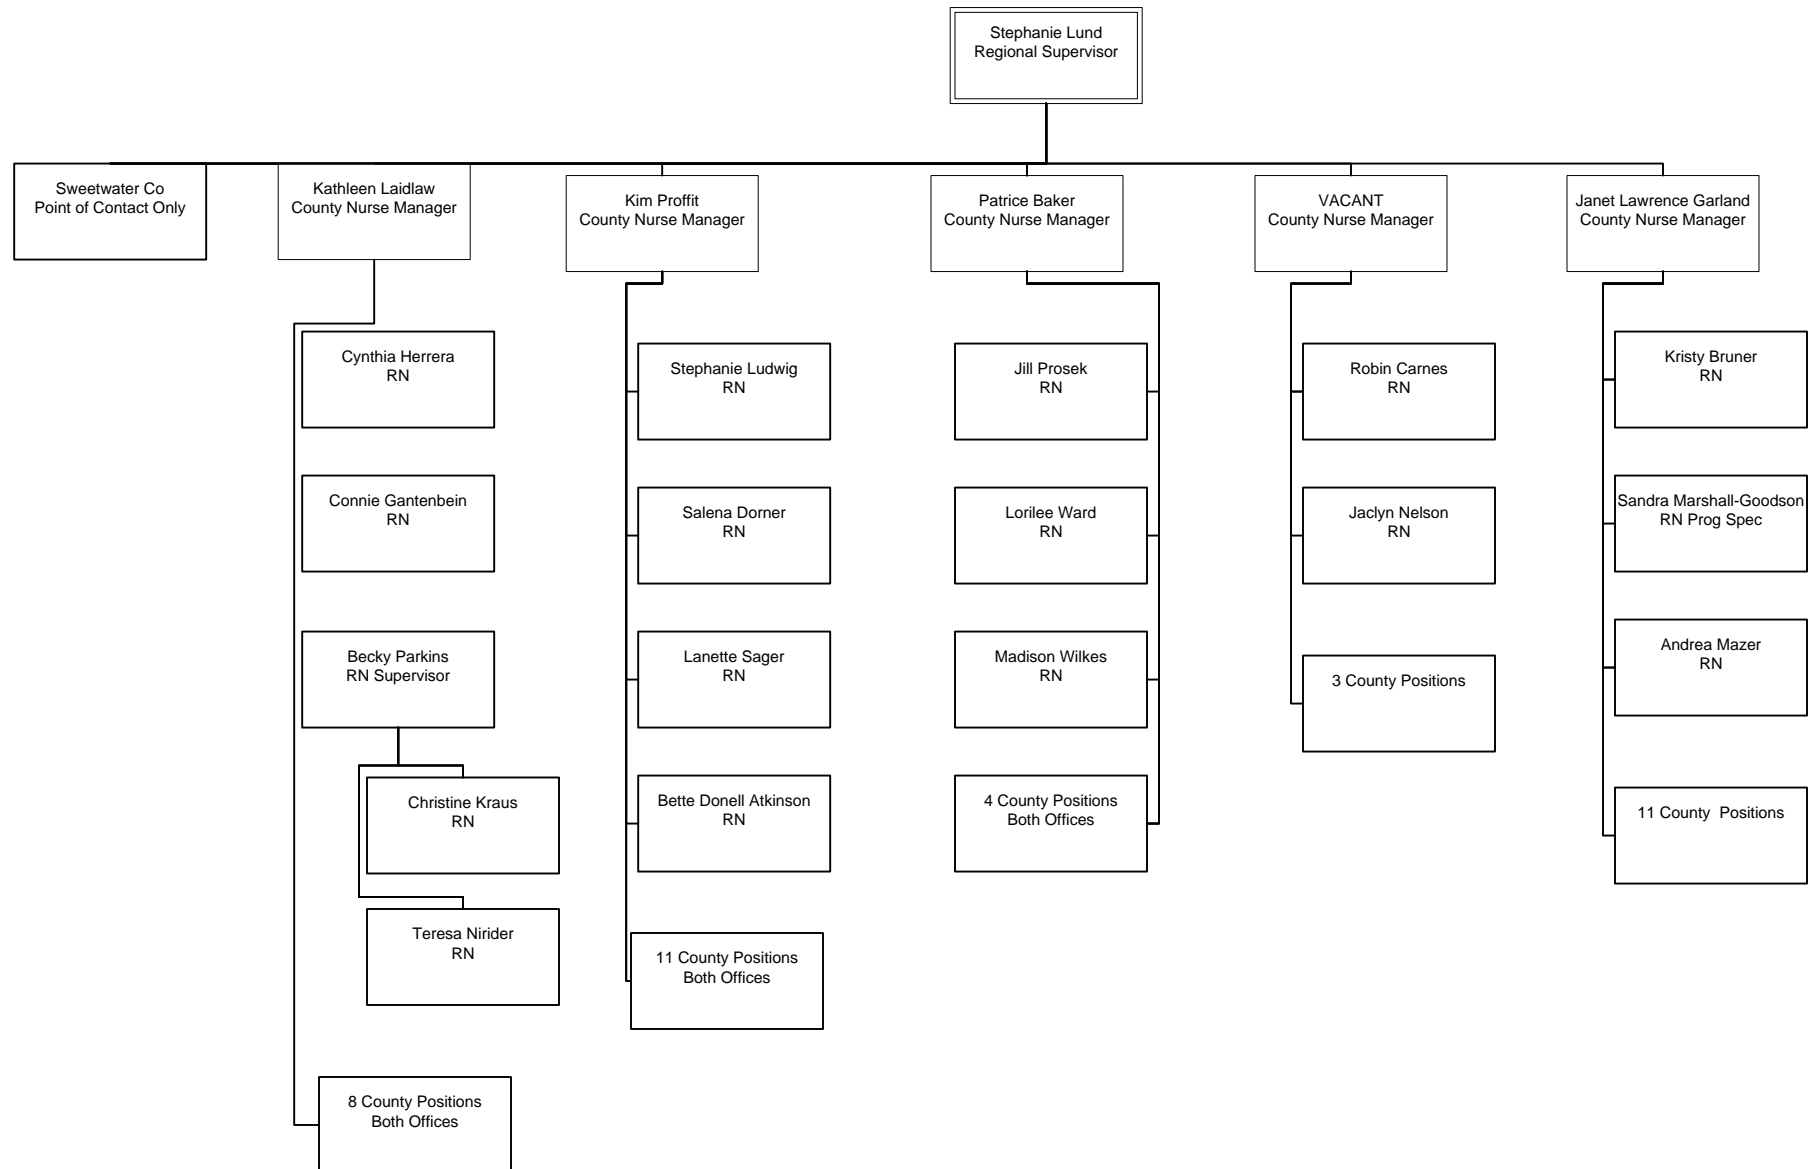 Stephanie Lund
Regional Supervisor
Sweetwater Co
Point of Contact Only
Kathleen Laidlaw
County Nurse Manager
Kim Proffit
County Nurse Manager
Patrice Baker
County Nurse Manager
VACANT
County Nurse Manager
Janet Lawrence Garland
County Nurse Manager
Cynthia Herrera
RN
Connie Gantenbein
RN
Becky Parkins
RN Supervisor
Christine Kraus
RN
Teresa Nirider
RN
8 County Positions
Both Offices
Stephanie Ludwig
RN
Salena Dorner
RN
Lanette Sager
RN
Bette Donell Atkinson
RN
11 County Positions
Both Offices
Jill Prosek
RN
Lorilee Ward
RN
Madison Wilkes
RN
4 County Positions
Both Offices
Robin Carnes
RN
Jaclyn Nelson
RN
3 County Positions
Kristy Bruner
RN
Sandra Marshall-Goodson
RN Prog Spec
Andrea Mazer
RN
11 County  Positions